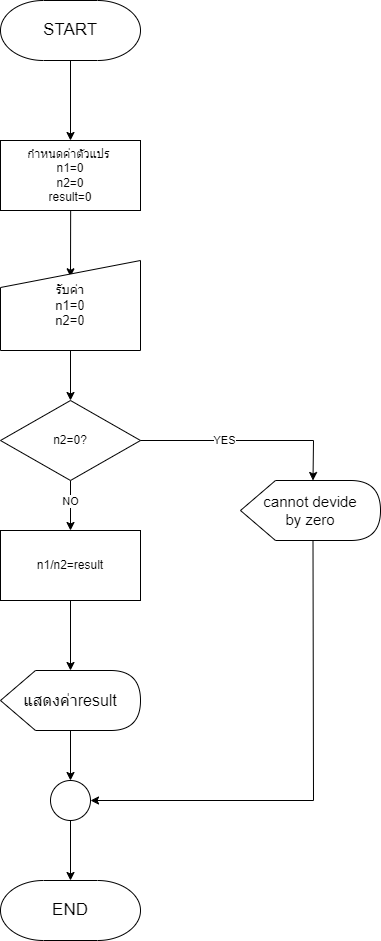 START
กำหนดค่าตัวแปร
n1=0
n2=0
result=0
รับค่า
n1=0
n2=0
n2=0?
YES
NO
cannot devide
by zero
n1/n2=result
แสดงค่าresult
END